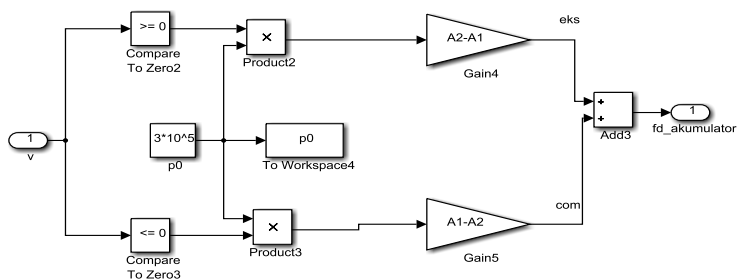 >= 0
Compare
To Zero2
×
Product2
A2-A1
Gain4
eks
1
v
3*10^5
p0
p0
To Workspace4
+
+
Add3
1
fd_akumulator
<= 0
Compare
To Zero3
×
Product3
A1-A2
Gain5
com